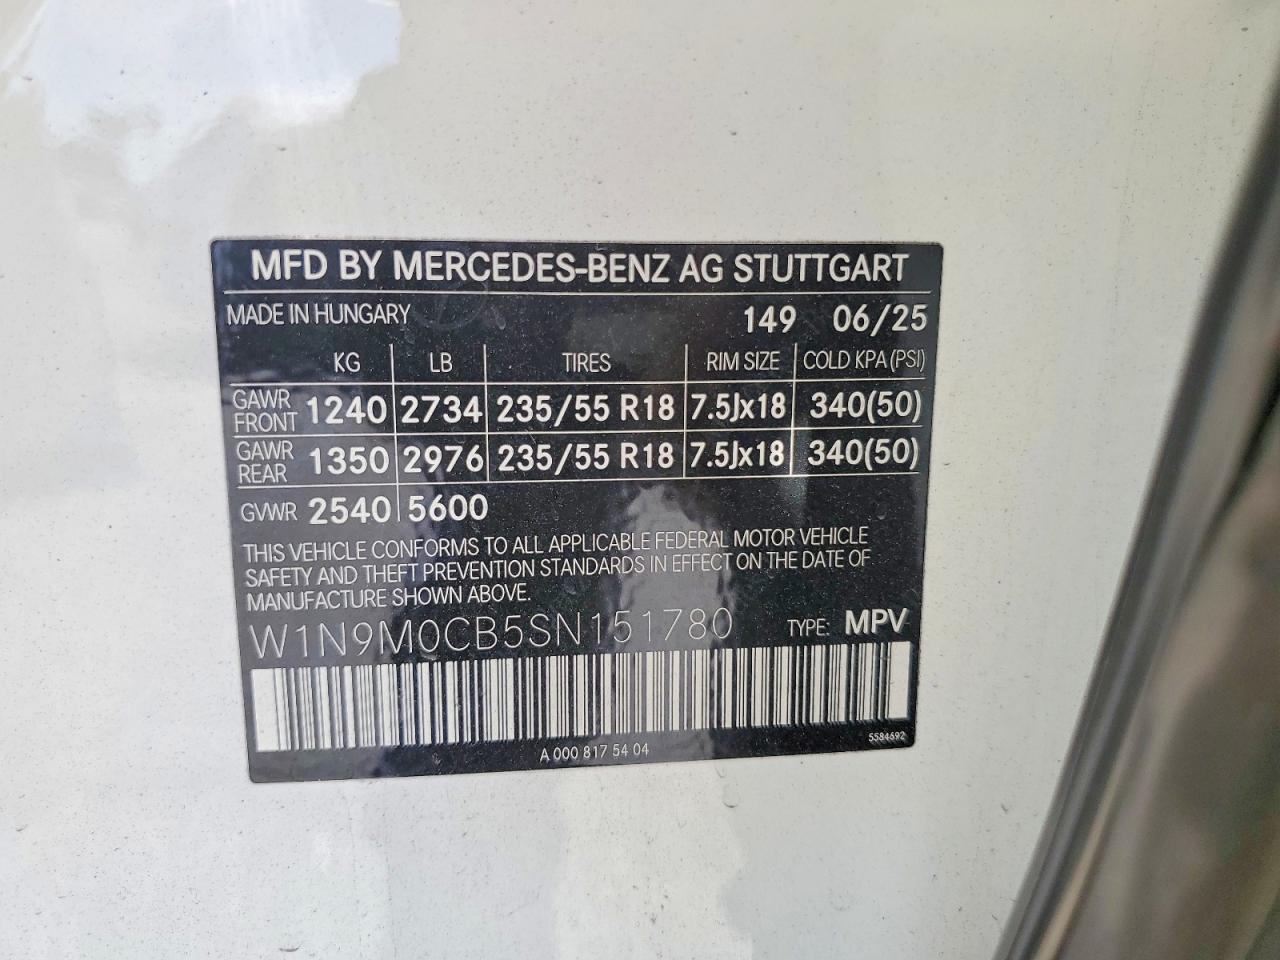 MFD BY MERCEDES-BENZ AG STUTTGART
MADE IN HUNGARY 149 06/25
KG LB TIRES RIM SIZE COLD KPA (PSI)
GAWR FRONT 1240 2734 235/55 R18 7.5Jx18 340(50)
GAWR REAR 1350 2976 235/55 R18 7.5Jx18 340(50)
GVWR 2540 5600
THIS VEHICLE CONFORMS TO ALL APPLICABLE FEDERAL MOTOR VEHICLE
SAFETY AND THEFT PREVENTION STANDARDS IN EFFECT ON THE DATE OF
MANUFACTURE SHOWN ABOVE.
W1N9M0CB5SN151780 TYPE: MPV
A 000 817 54 04 5584692